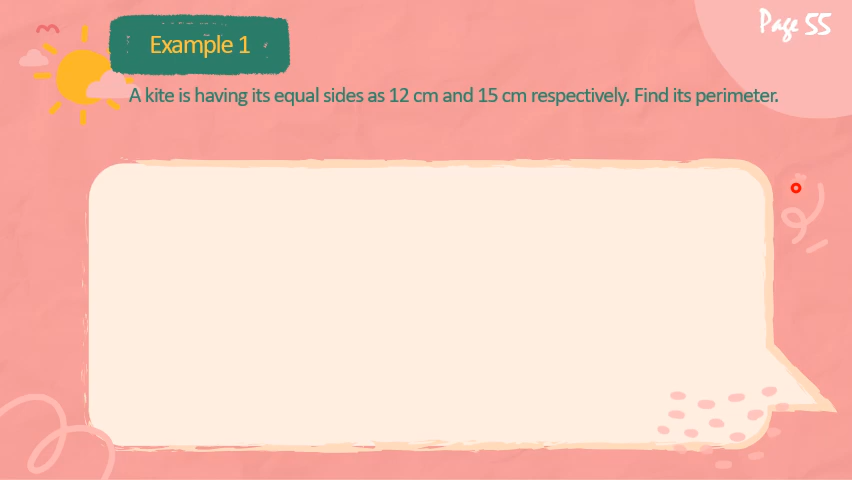 Page 55
Example 1
A kite is having its equal sides as 12 cm and 15 cm respectively. Find its perimeter.